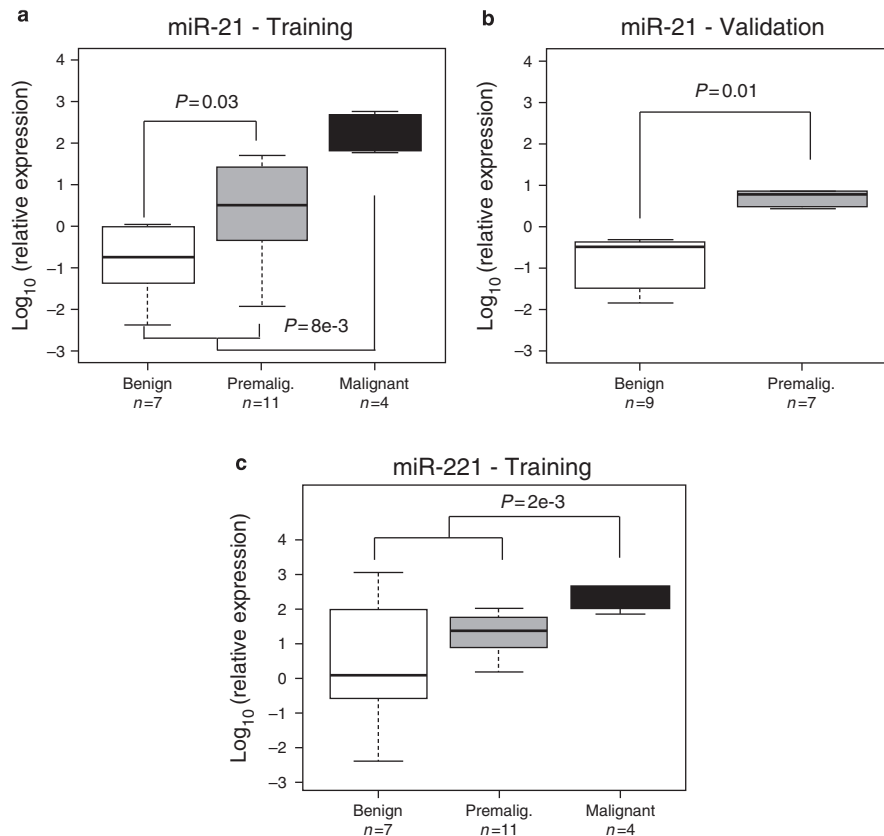 a
miR-21 - Training
Log10 (relative expression)
4
3
2
1
0
–1
–2
–3
P=0.03
P=8e-3
Benign
n=7
Premalig.
n=11
Malignant
n=4
b
miR-21 - Validation
Log10 (relative expression)
4
3
2
1
0
–1
–2
–3
P=0.01
Benign
n=9
Premalig.
n=7
c
miR-221 - Training
Log10 (relative expression)
4
3
2
1
0
–1
–2
–3
P=2e-3
Benign
n=7
Premalig.
n=11
Malignant
n=4